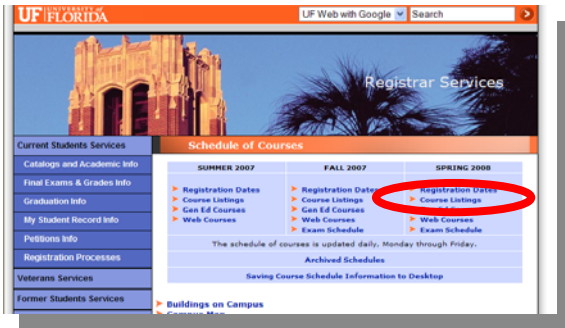 UF UNIVERSITY of FLORIDA
UF Web with Google Search
Registrar Services
Current Students Services
Schedule of Courses
Catalogs and Academic Info
Final Exams & Grades Info
Graduation Info
My Student Record Info
Petitions Info
Registration Processes
Veterans Services
Former Students Services
SUMMER 2007
Registration Dates
Course Listings
Gen Ed Courses
Web Courses
FALL 2007
Registration Dates
Course Listings
Gen Ed Courses
Web Courses
Exam Schedule
SPRING 2008
Registration Dates
Course Listings
Web Courses
Exam Schedule
The schedule of courses is updated daily, Monday through Friday.
Archived Schedules
Saving Course Schedule Information to Desktop
Buildings on Campus
Campus Map